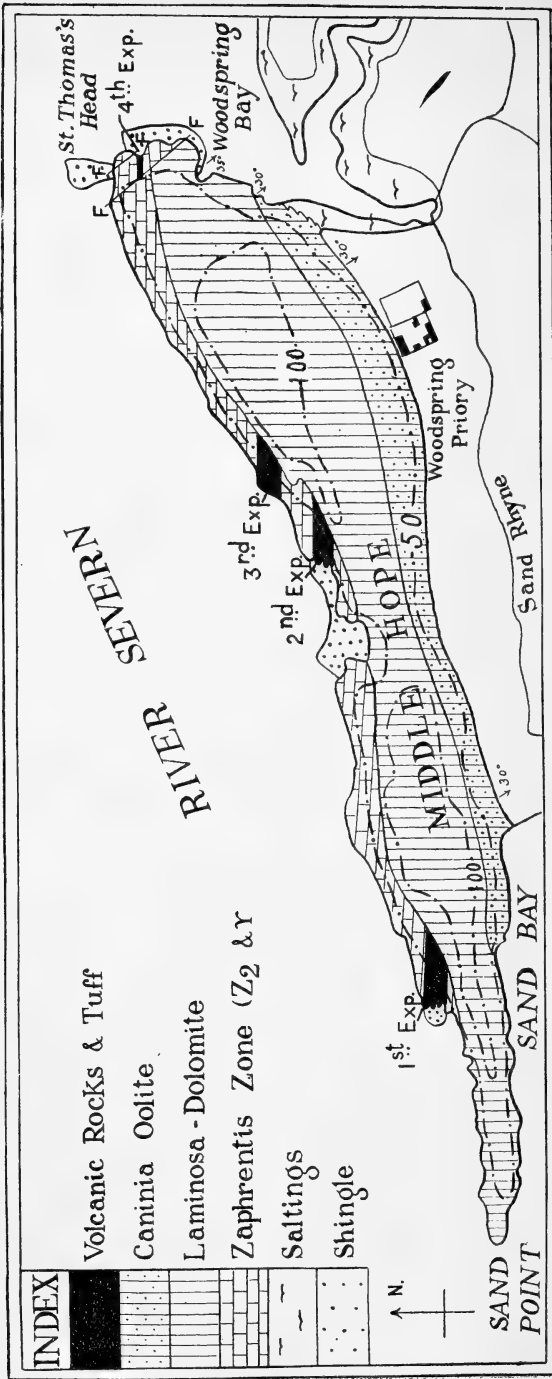 INDEX
Volcanic Rocks & Tuff
Caninia Oolite
Laminosa-Dolomite
Zaphrentis Zone (Z2 & γ
Saltings
Shingle
N.
SAND
POINT
SAND BAY
1st Exp.
RIVER SEVERN
MIDDLE HOPE
100
50
100
2nd Exp.
3rd Exp.
4th Exp.
St. Thomas's
Head
F
F
F
F
Woodspring
Bay
35°
30°
30°
30°
Woodspring
Priory
Sand Rhyne